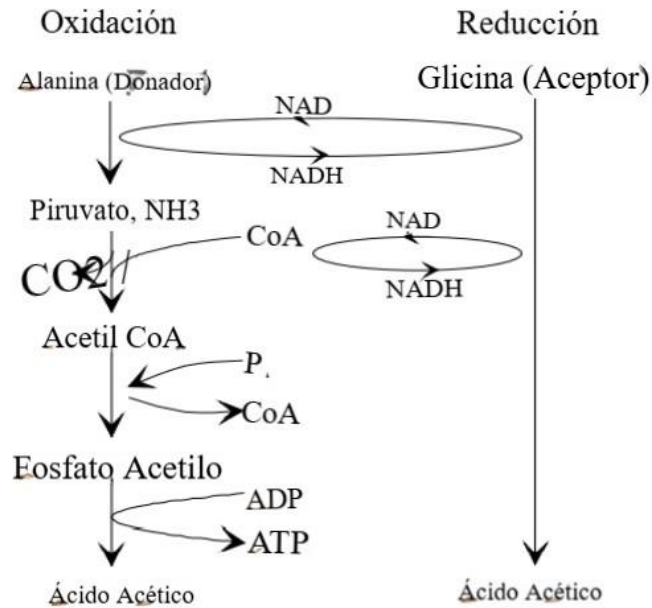 Oxidación
Reducción
Alanina (Donador)
Glicina (Aceptor)
NAD
NADH
Piruvato, NH3
CoA
NAD
CO2
NADH
Acetil CoA
P.
CoA
Fosfato Acetilo
ADP
ATP
Ácido Acético
Ácido Acético